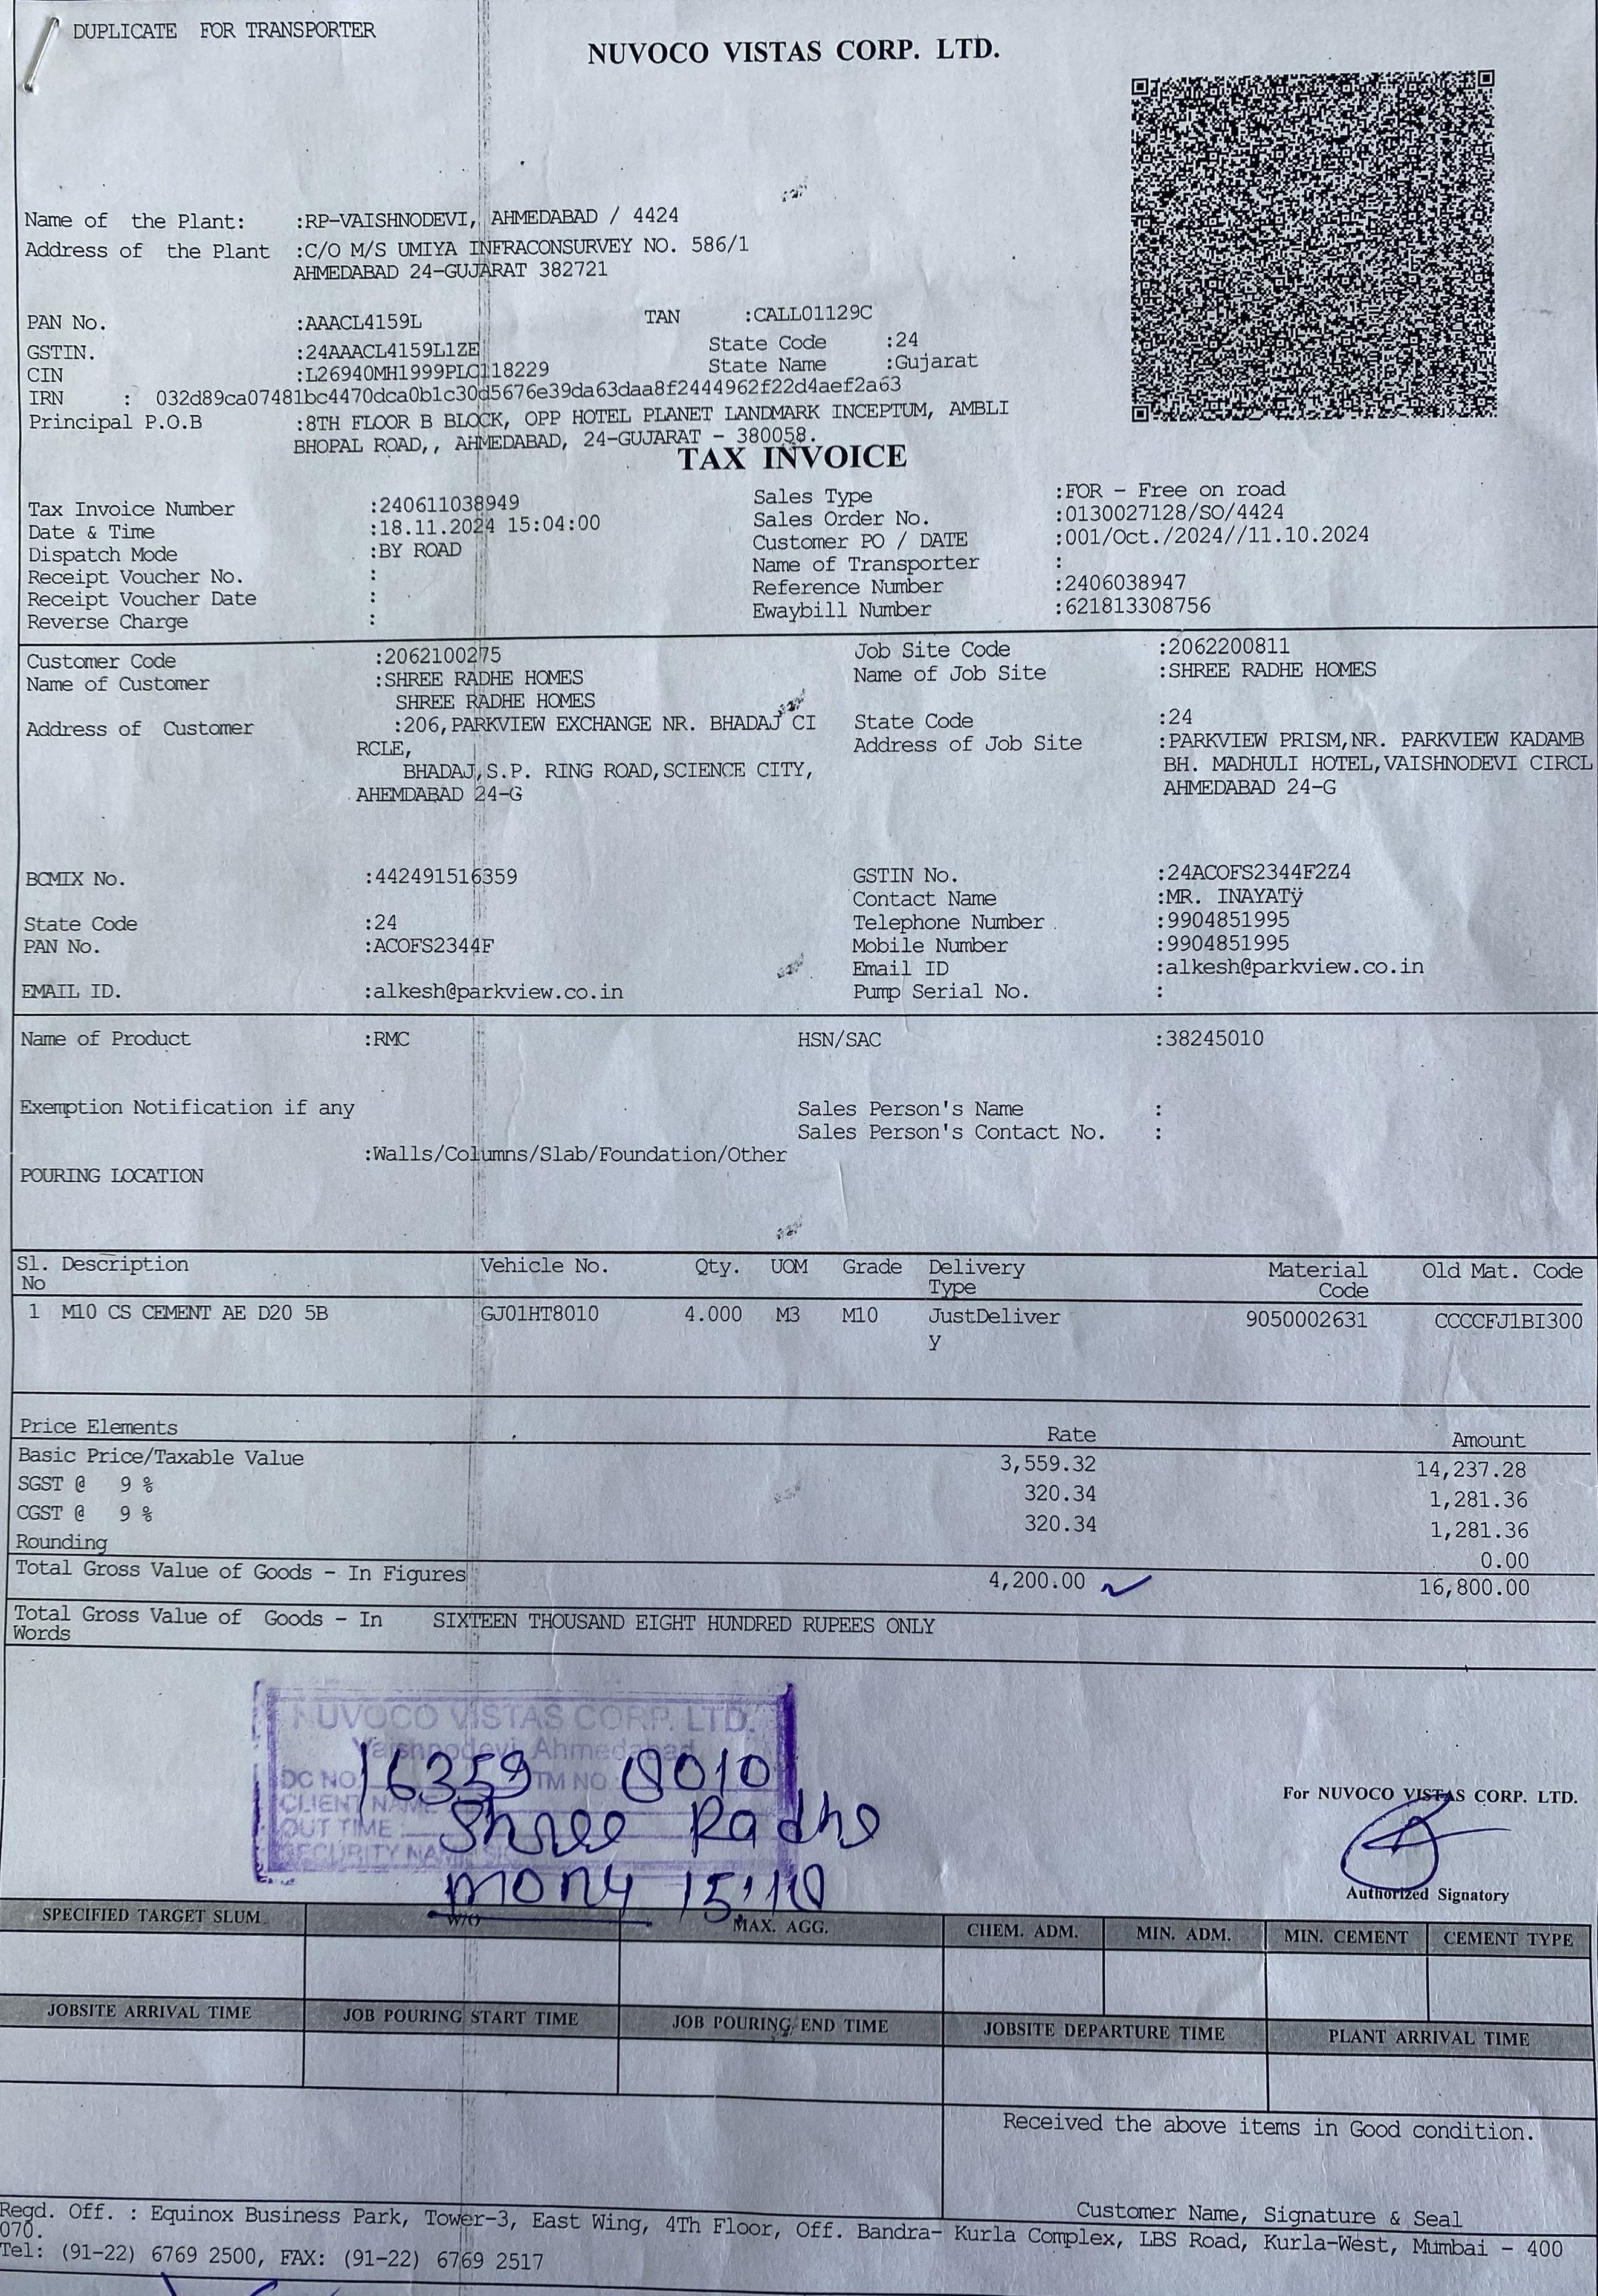 DUPLICATE FOR TRANSPORTER
NUVOCO VISTAS CORP. LTD.
Name of the Plant: :RP-VAISHNODEVI, AHMEDABAD / 4424
Address of the Plant :C/O M/S UMIYA INFRACONSURVEY NO. 586/1
AHMEDABAD 24-GUJARAT 382721
PAN No. :AAACL4159L TAN :CALL01129C
GSTIN. :24AAACL4159L1ZE State Code :24
CIN :L26940MH1999PLC118229 State Name :Gujarat
IRN : 032d89ca07481bc4470dca0b1c30d5676e39da63daa8f2444962f22d4aef2a63
Principal P.O.B :8TH FLOOR B BLOCK, OPP HOTEL PLANET LANDMARK INCEPTUM, AMBLI
BHOPAL ROAD,, AHMEDABAD, 24-GUJARAT - 380058.
TAX INVOICE
Tax Invoice Number :240611038949 Sales Type :FOR - Free on road
Date & Time :18.11.2024 15:04:00 Sales Order No. :0130027128/SO/4424
Dispatch Mode :BY ROAD Customer PO / DATE :001/Oct./2024//11.10.2024
Receipt Voucher No. : Name of Transporter :
Receipt Voucher Date : Reference Number :2406038947
Reverse Charge : Ewaybill Number :621813308756
Customer Code :2062100275 Job Site Code :2062200811
Name of Customer :SHREE RADHE HOMES Name of Job Site :SHREE RADHE HOMES
SHREE RADHE HOMES
Address of Customer :206,PARKVIEW EXCHANGE NR. BHADAJ CI State Code :24
RCLE, Address of Job Site :PARKVIEW PRISM,NR. PARKVIEW KADAMB
BHADAJ,S.P. RING ROAD,SCIENCE CITY, BH. MADHULI HOTEL,VAISHNODEVI CIRCL
AHEMDABAD 24-G AHMEDABAD 24-G
BCMIX No. :442491516359 GSTIN No. :24ACOFS2344F2Z4
Contact Name :MR. INAYATÿ
State Code :24 Telephone Number :9904851995
PAN No. :ACOFS2344F Mobile Number :9904851995
Email ID :alkesh@parkview.co.in
EMAIL ID. :alkesh@parkview.co.in Pump Serial No. :
Name of Product :RMC HSN/SAC :38245010
Exemption Notification if any Sales Person's Name :
Sales Person's Contact No. :
:Walls/Columns/Slab/Foundation/Other
POURING LOCATION
Sl. Description Vehicle No. Qty. UOM Grade Delivery Material Old Mat. Code
No Type Code
1 M10 CS CEMENT AE D20 5B GJ01HT8010 4.000 M3 M10 JustDeliver 9050002631 CCCCFJ1BI300
y
Price Elements Rate Amount
Basic Price/Taxable Value 3,559.32 14,237.28
SGST @ 9 % 320.34 1,281.36
CGST @ 9 % 320.34 1,281.36
Rounding 0.00
Total Gross Value of Goods - In Figures 4,200.00 16,800.00
Total Gross Value of Goods - In SIXTEEN THOUSAND EIGHT HUNDRED RUPEES ONLY
Words
NUVOCO VISTAS CORP. LTD.
Vaishnodevi, Ahmedabad
DC NO. 16359 TM NO. 8010
CLIENT NAME Shree Radhe
OUT TIME
SECURITY NAME
For NUVOCO VISTAS CORP. LTD.
Authorized Signatory
SPECIFIED TARGET SLUM W/O MAX. AGG. CHEM. ADM. MIN. ADM. MIN. CEMENT CEMENT TYPE
JOBSITE ARRIVAL TIME JOB POURING START TIME JOB POURING END TIME JOBSITE DEPARTURE TIME PLANT ARRIVAL TIME
Received the above items in Good condition.
Customer Name, Signature & Seal
Regd. Off. : Equinox Business Park, Tower-3, East Wing, 4Th Floor, Off. Bandra- Kurla Complex, LBS Road, Kurla-West, Mumbai - 400
070.
Tel: (91-22) 6769 2500, FAX: (91-22) 6769 2517